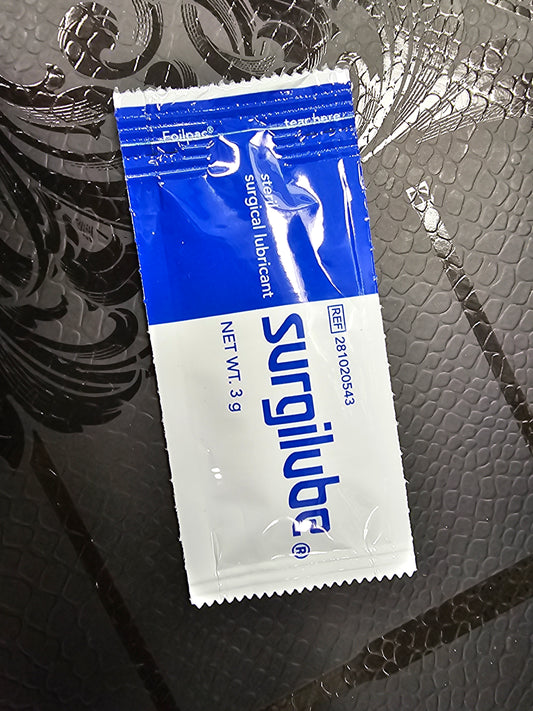 Foilpac®
tear here
sterile
surgical lubricant
surgilube®
REF 281020543
NET WT. 3 g